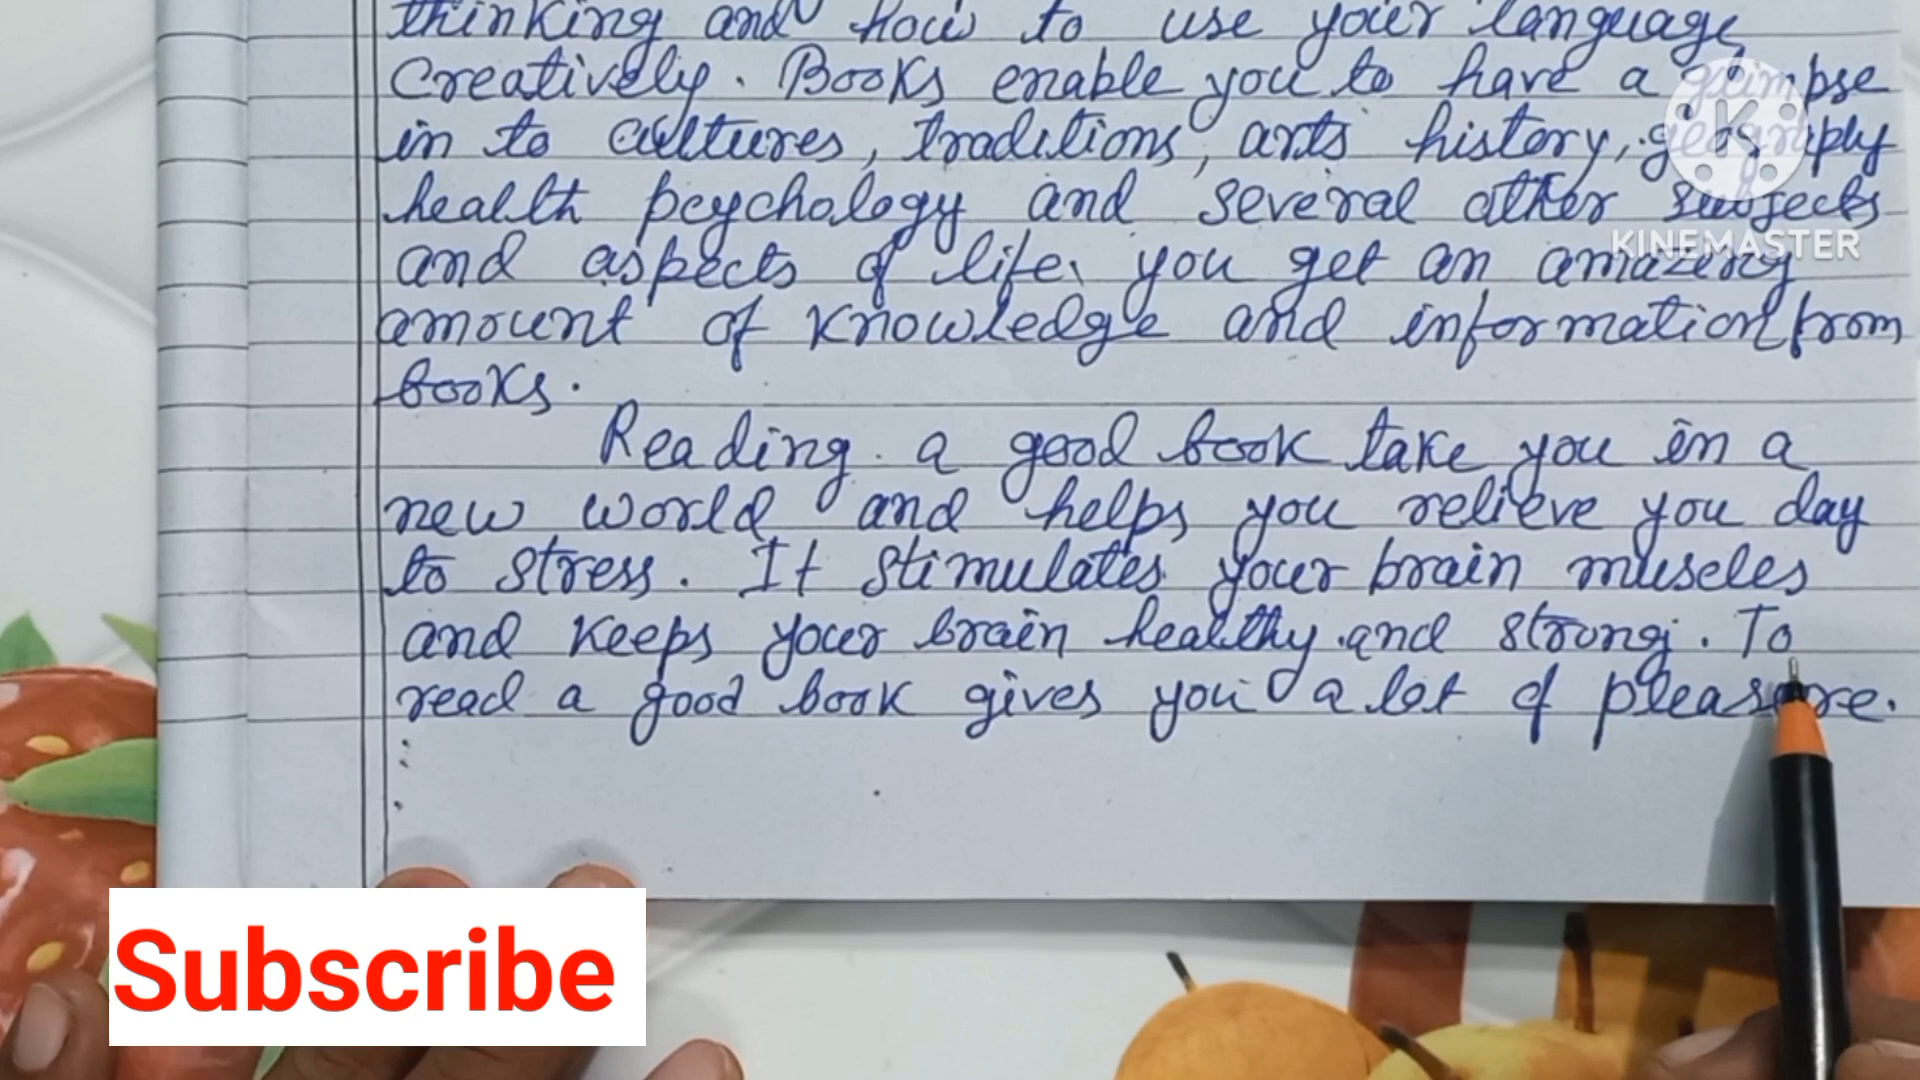 thinking and how to use your language
Creatively. Books enable you to have a glimpse
in to cultures, traditions, arts history, geography
health pcychology and several other subjects
and aspects of life. you get an amazing
amount of knowledge and information from
books.
Reading a good book take you in a
new world and helps you relieve you day
to stress. It stimulates your brain muscles
and keeps your brain healthy and strong. To
read a good book gives you a lot of pleasure.
KINEMASTER
Subscribe